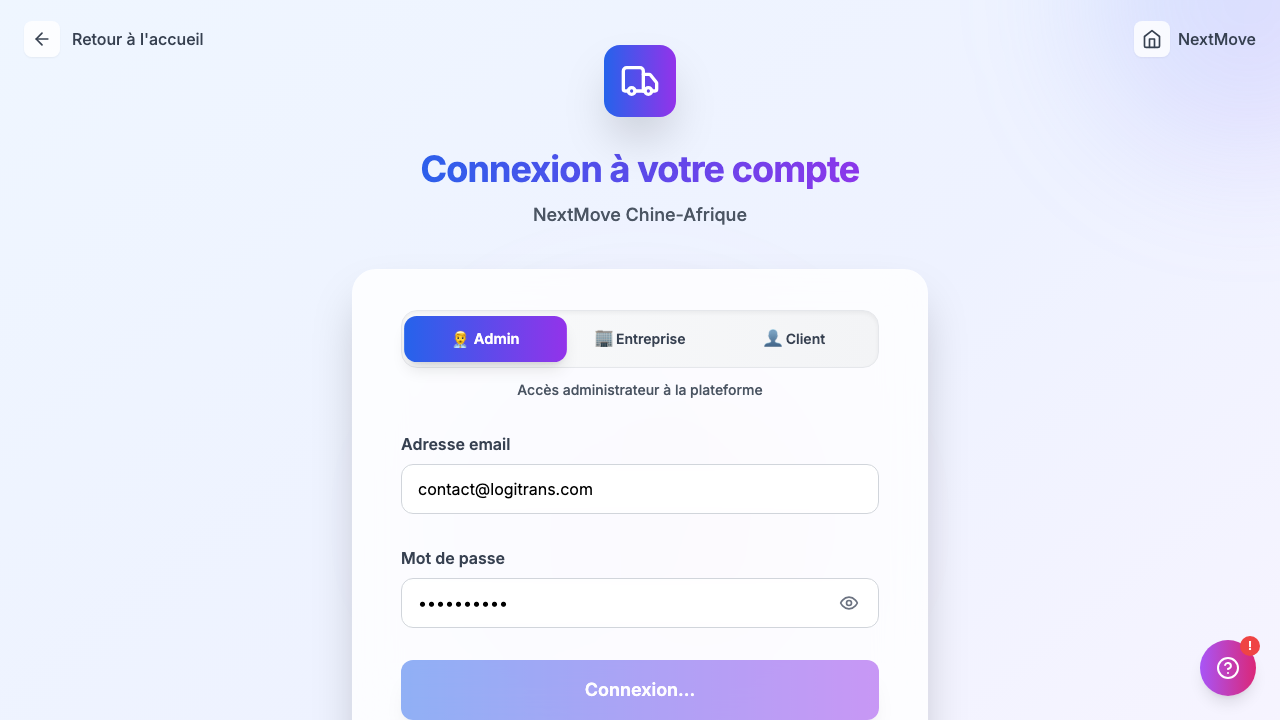 Retour à l'accueil
NextMove
Connexion à votre compte
NextMove Chine-Afrique
Admin
Entreprise
Client
Accès administrateur à la plateforme
Adresse email
contact@logitrans.com
Mot de passe
••••••••••
Connexion...
!
?